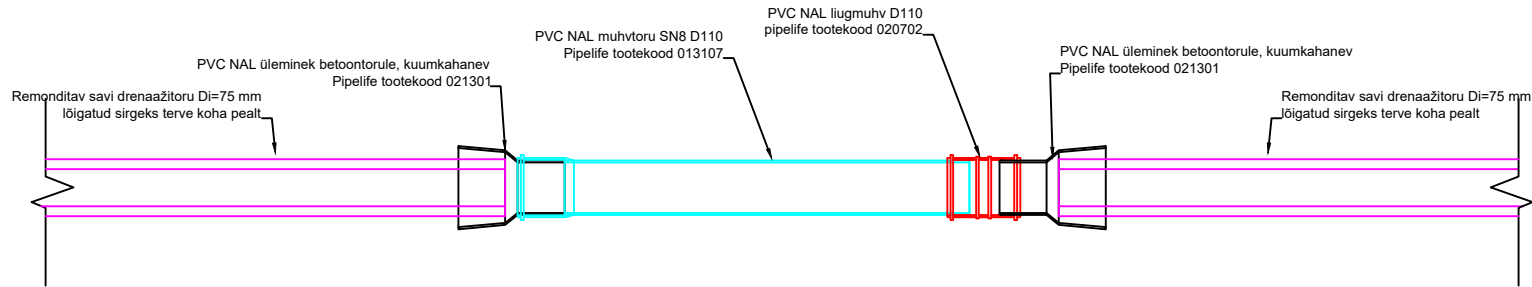 PVC NAL liugmuhv D110
pipelife tootekood 020702
PVC NAL muhvtoru SN8 D110
Pipelife tootekood 013107
PVC NAL üleminek betoontorule, kuumkahanev
Pipelife tootekood 021301
PVC NAL üleminek betoontorule, kuumkahanev
Pipelife tootekood 021301
Remonditav savi drenaažitoru Di=75 mm
lõigatud sirgeks terve koha pealt
Remonditav savi drenaažitoru Di=75 mm
lõigatud sirgeks terve koha pealt